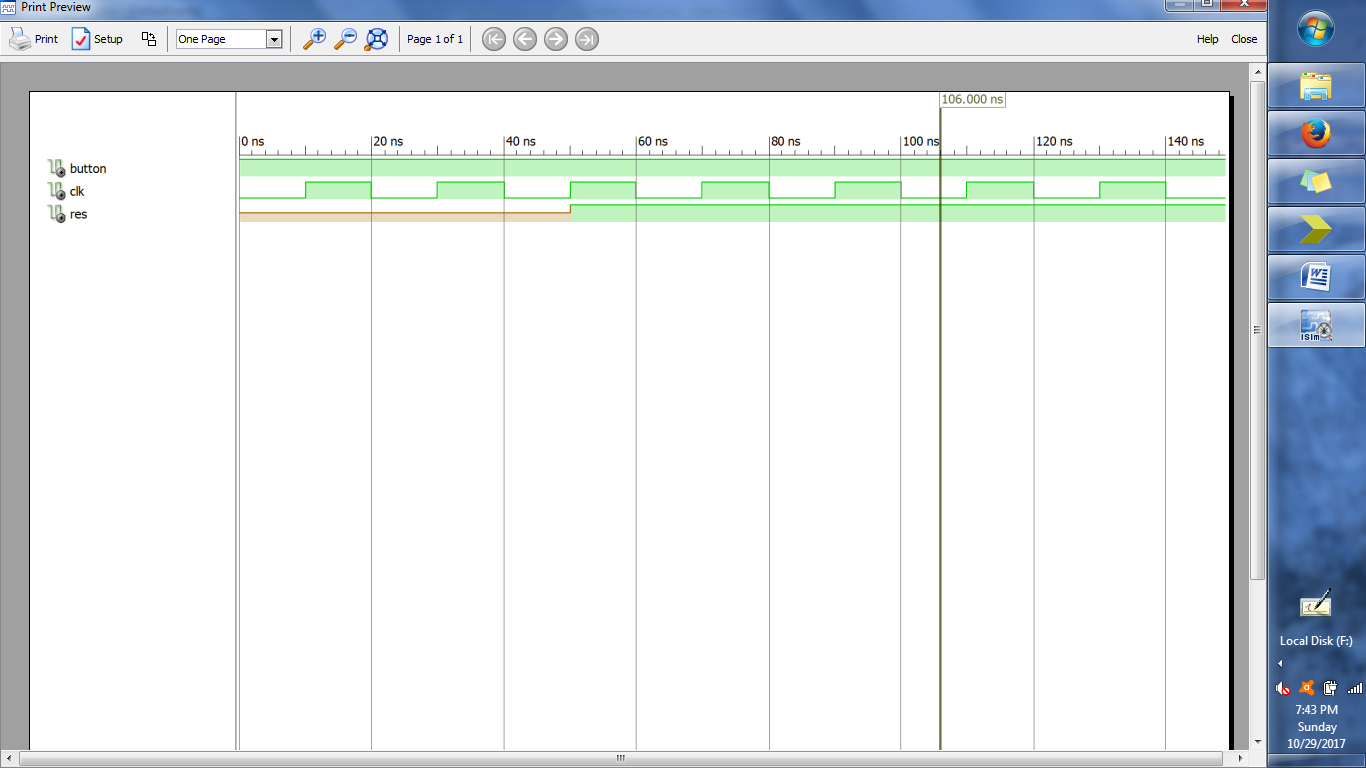 Print Preview
Print Setup One Page Page 1 of 1 Help Close
106.000 ns
0 ns 20 ns 40 ns 60 ns 80 ns 100 ns 120 ns 140 ns
button
clk
res
W
ISim
Local Disk (F:)
7:43 PM
Sunday
10/29/2017